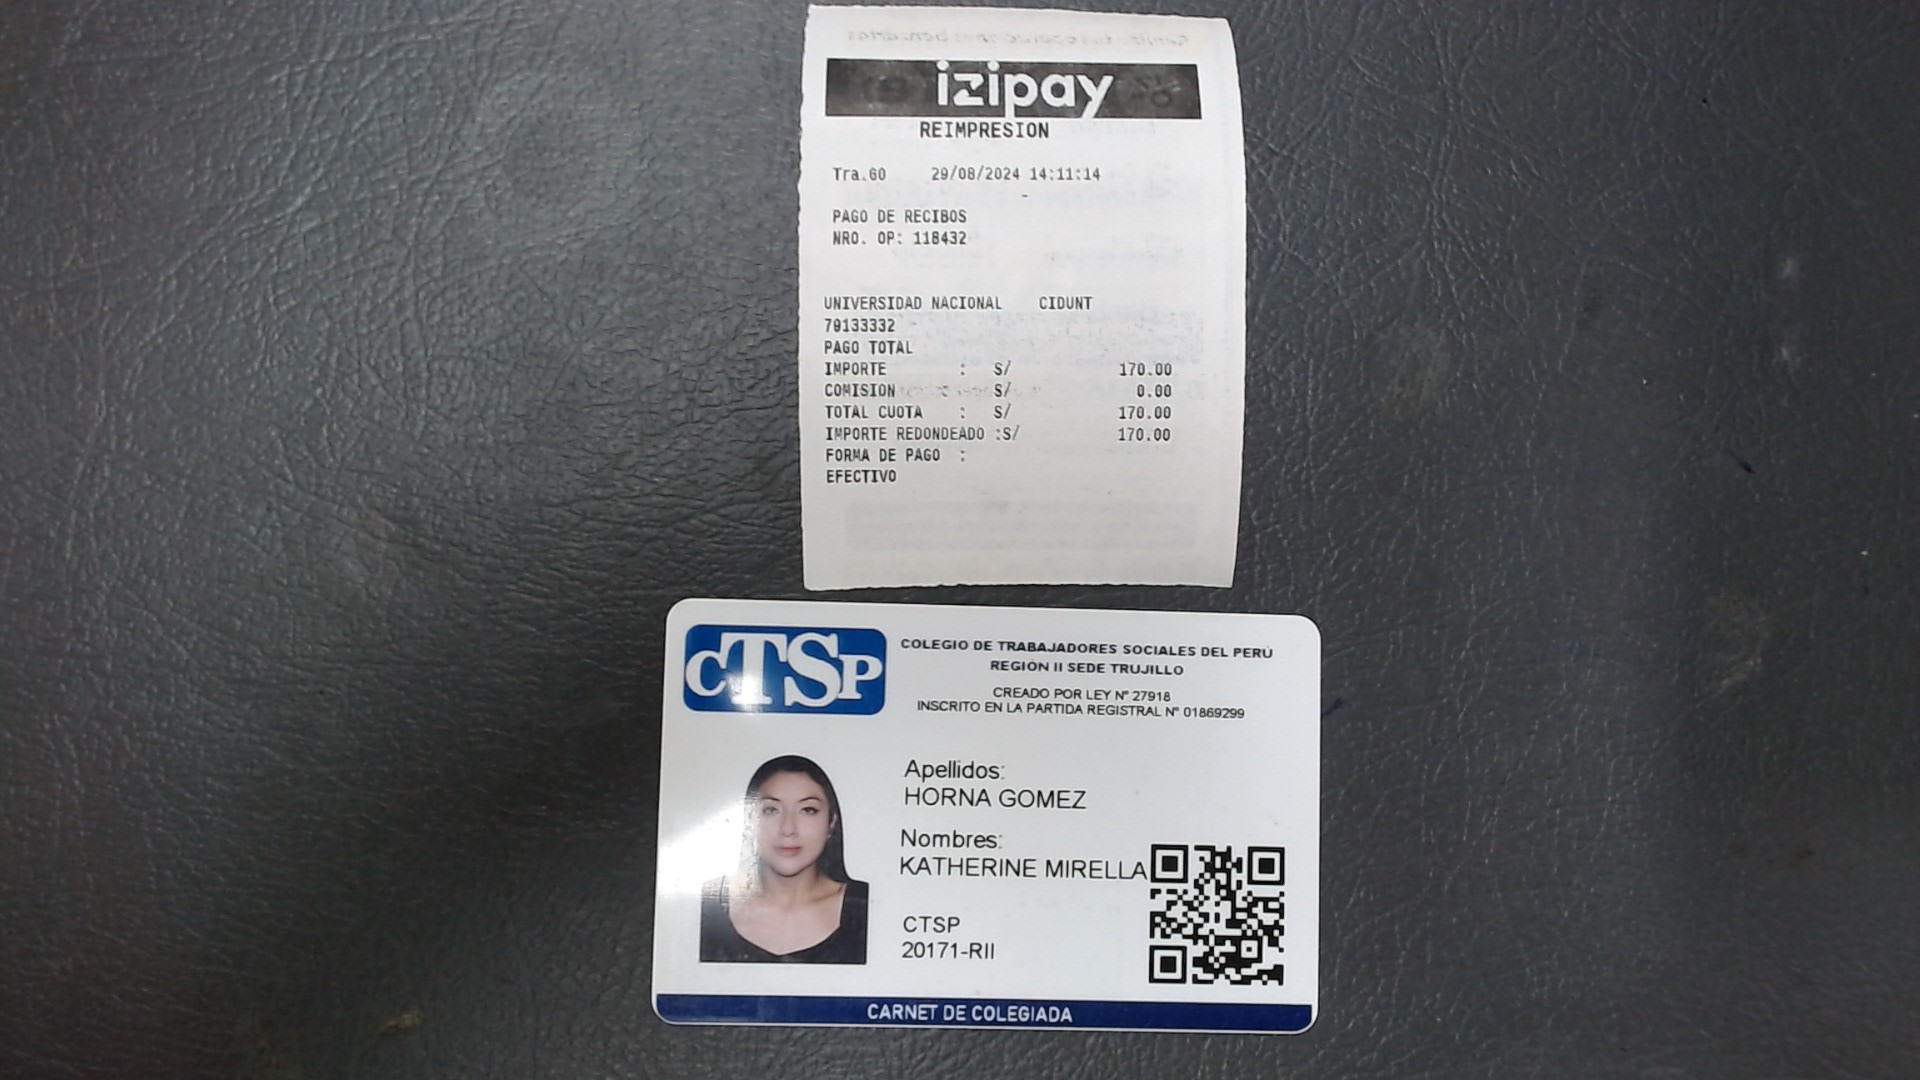 izipay
REIMPRESION
Tra.60 29/08/2024 14:11:14
-
PAGO DE RECIBOS
NRO. OP: 118432
UNIVERSIDAD NACIONAL CIDUNT
79133332
PAGO TOTAL
IMPORTE : S/ 170.00
COMISION : S/ 0.00
TOTAL CUOTA : S/ 170.00
IMPORTE REDONDEADO :S/ 170.00
FORMA DE PAGO :
EFECTIVO
CTSP
COLEGIO DE TRABAJADORES SOCIALES DEL PERÚ
REGIÓN II SEDE TRUJILLO
CREADO POR LEY N° 27918
INSCRITO EN LA PARTIDA REGISTRAL N° 01869299
Apellidos:
HORNA GOMEZ
Nombres:
KATHERINE MIRELLA
CTSP
20171-RII
CARNET DE COLEGIADA